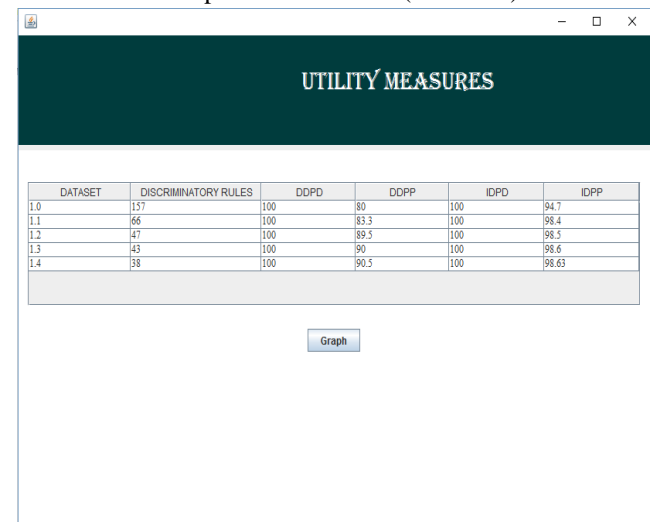 UTILITY MEASURES
DATASET DISCRIMINATORY RULES DDPD DDPP IDPD IDPP
1.0 157 100 80 100 94.7
1.1 66 100 83.3 100 98.4
1.2 47 100 89.5 100 98.5
1.3 43 100 90 100 98.6
1.4 38 100 90.5 100 98.63
Graph